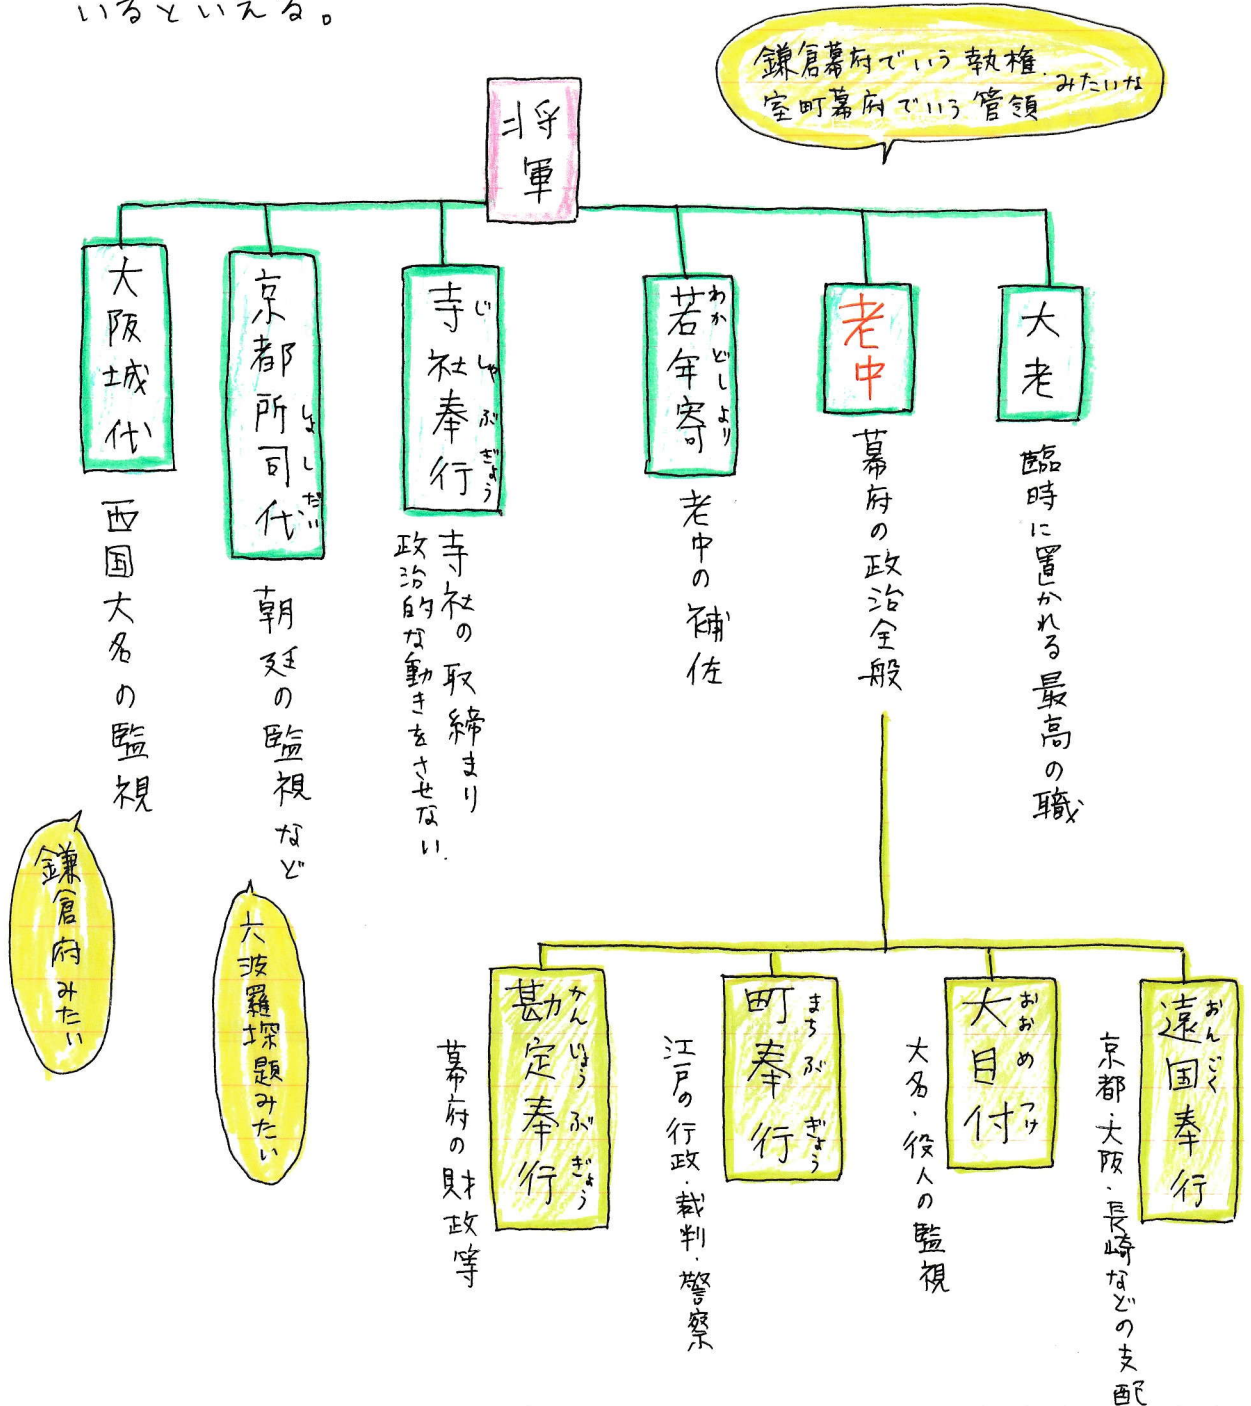 いるといえる。
鎌倉幕府でいう執権、
室町幕府でいう管領
みたいな
将軍
大老
臨時に置かれる最高の職
老中
幕府の政治全般
若年寄
わかどしより
老中の補佐
寺社奉行
じしゃぶぎょう
寺社の取締まり
政治的な動きをさせない。
京都所司代
しょしだい
朝廷の監視など
六波羅探題みたい
大阪城代
西国大名の監視
鎌倉府みたい
遠国奉行
おんごく
京都・大阪・長崎などの支配
大目付
おおめつけ
大名・役人の監視
町奉行
まちぶぎょう
江戸の行政・裁判・警察
勘定奉行
かんじょうぶぎょう
幕府の財政等